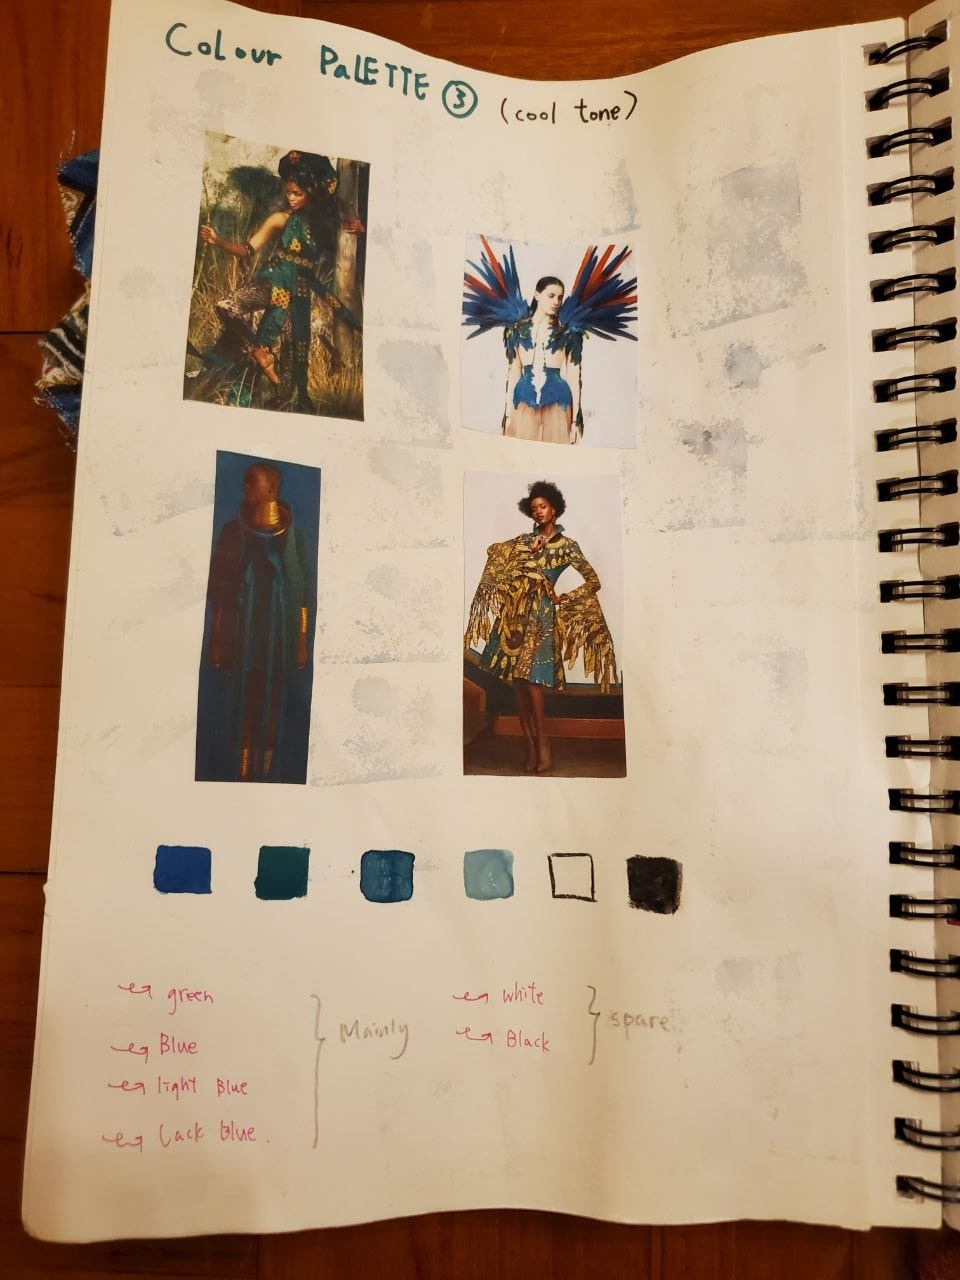 Colour PaLETTE ③ (cool tone)
green
Blue
light Blue
Lack Blue.
Mainly
white
Black
spare